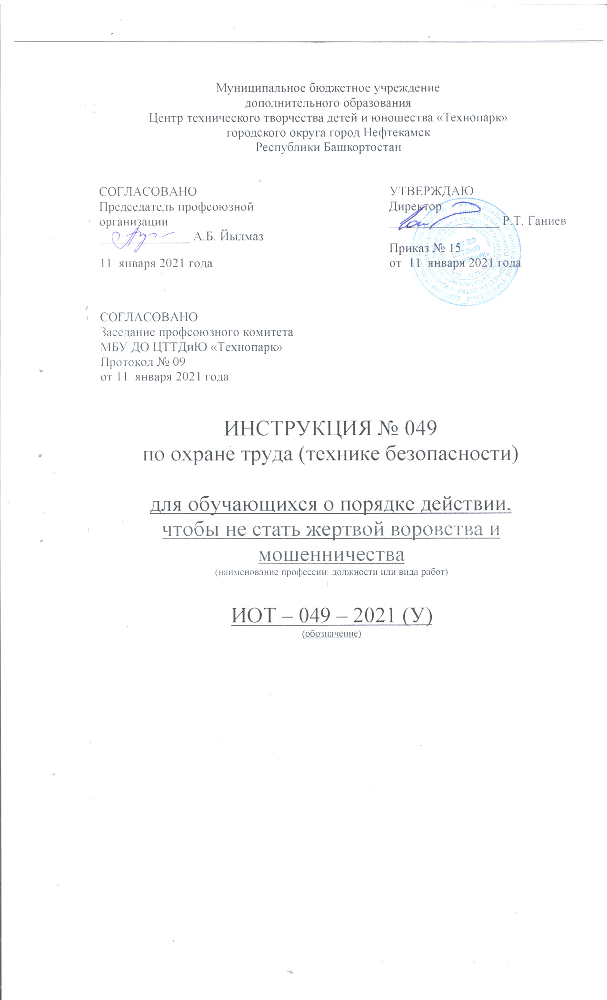 Муниципальное бюджетное учреждение
дополнительного образования
Центр технического творчества детей и юношества «Технопарк»
городского округа город Нефтекамск
Республики Башкортостан
СОГЛАСОВАНО
Председатель профсоюзной
организации
А.Б. Йылмаз
11 января 2021 года
УТВЕРЖДАЮ
Директор
Р.Т. Ганиев
Приказ № 15
от 11 января 2021 года
СОГЛАСОВАНО
Заседание профсоюзного комитета
МБУ ДО ЦТТДиЮ «Технопарк»
Протокол № 09
от 11 января 2021 года
ИНСТРУКЦИЯ № 049
по охране труда (технике безопасности)
для обучающихся о порядке действии,
чтобы не стать жертвой воровства и
мошенничества
(наименование профессии: должности или вида работ)
ИОТ – 049 – 2021 (У)
(обозначение)